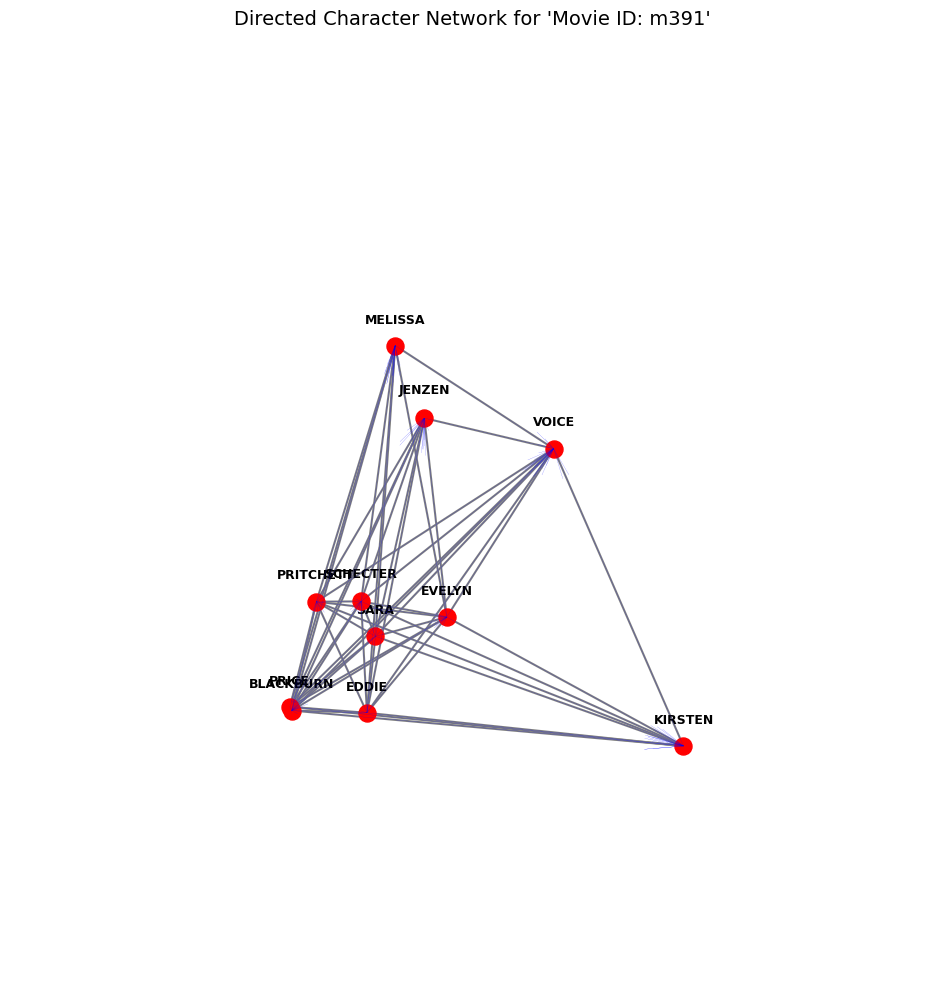 Directed Character Network for 'Movie ID: m391'
MELISSA
JENZEN
VOICE
PRITCHETT
SCHECTER
EVELYN
SARA
PRICE
BLACKBURN
EDDIE
KIRSTEN